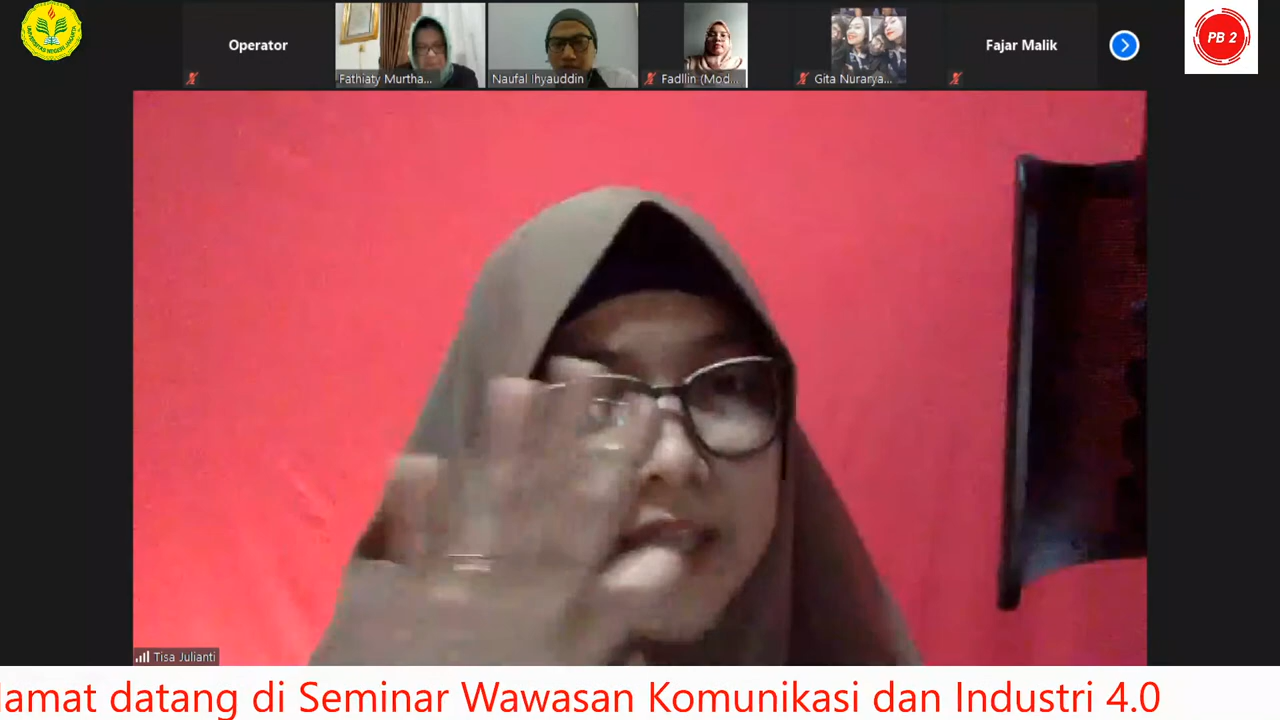 Operator
Fathiaty Murtha...
Naufal Ihyauddin
Fadllin (Mod...
Gita Nurarya...
Fajar Malik
PB 2
Tisa Julianti
lamat datang di Seminar Wawasan Komunikasi dan Industri 4.0